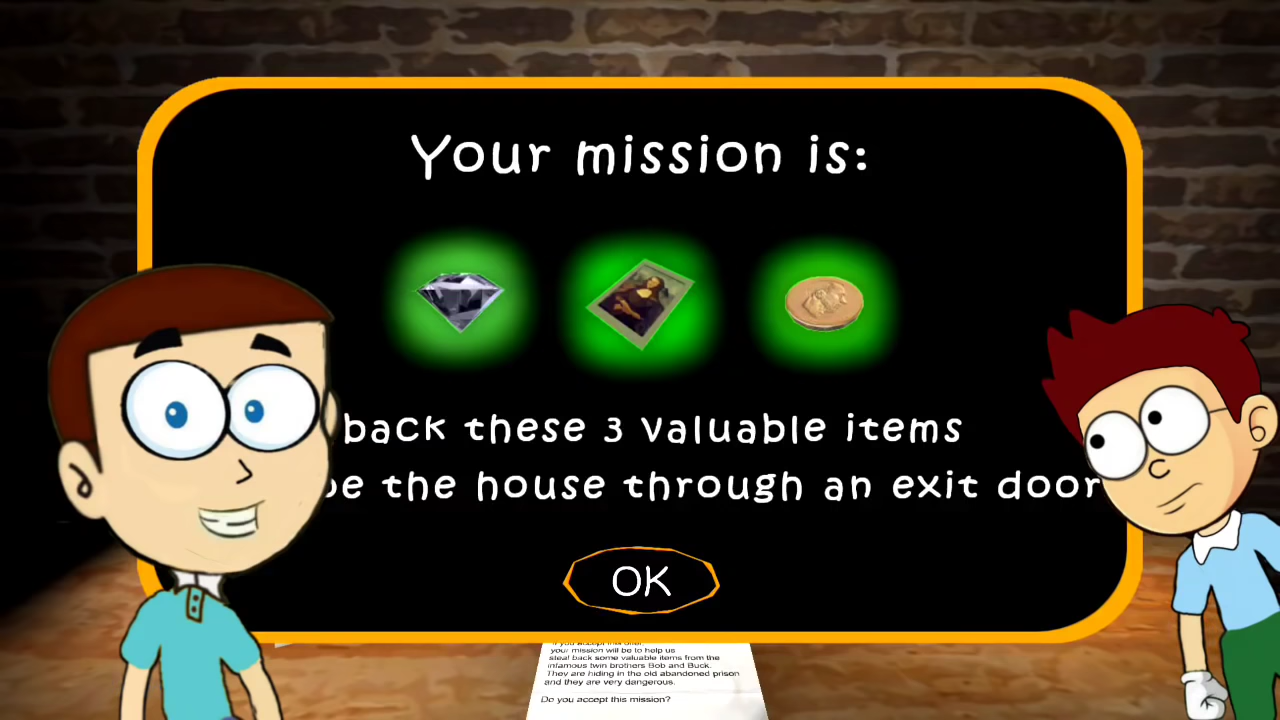 Your mission is:
back these 3 valuable items
be the house through an exit door
OK
your mission will be to help us
steal back some valuable items from the
infamous twin brothers Bob and Buck.
They are hiding in the old abandoned prison
and they are very dangerous.
Do you accept this mission?